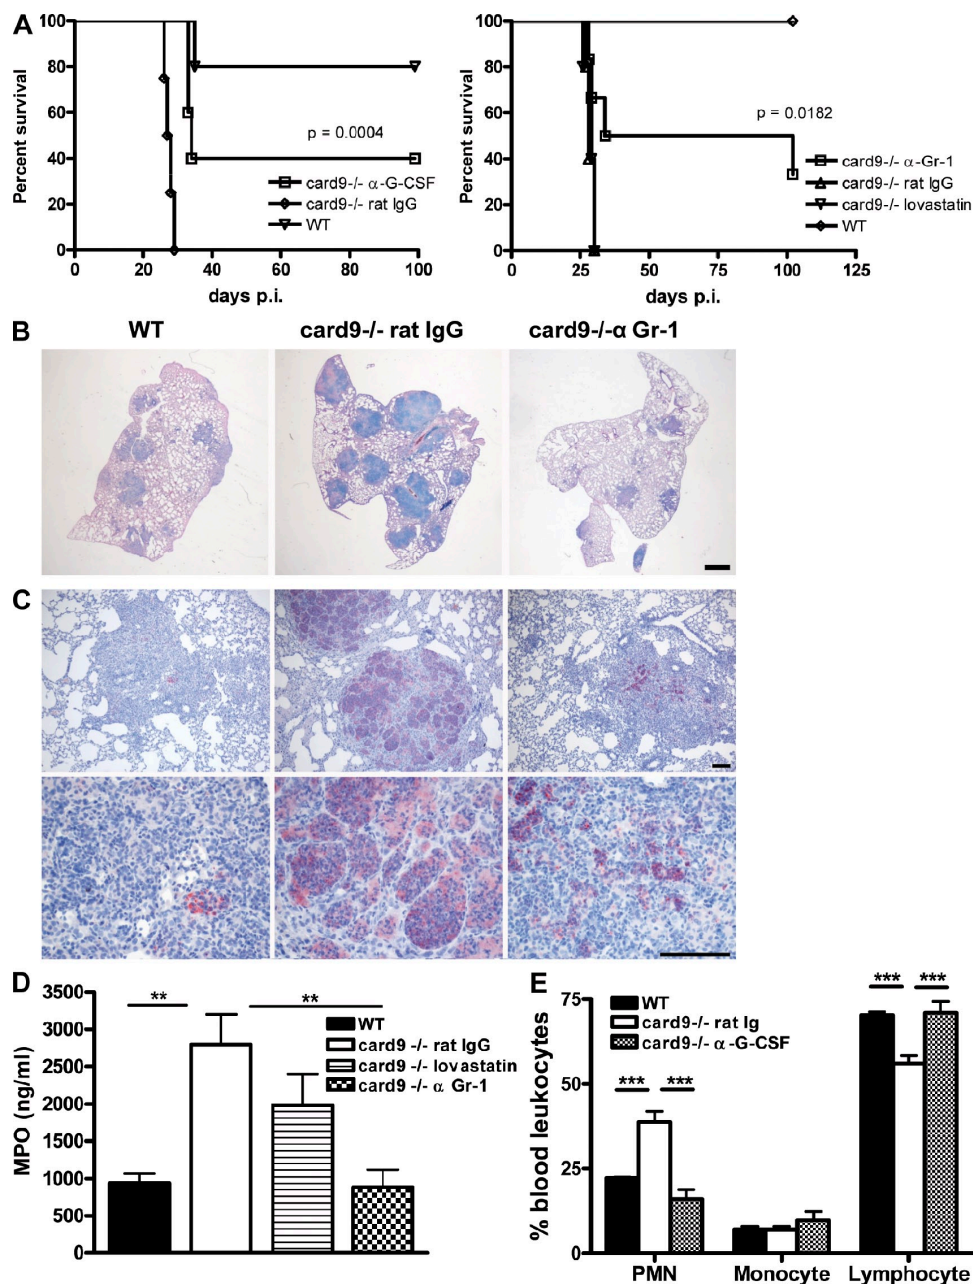 A
Percent survival
100
80
60
40
20
0
0 20 40 60 80 100
days p.i.
p = 0.0004
card9-/- α-G-CSF
card9-/- rat IgG
WT
Percent survival
100
80
60
40
20
0
0 25 50 75 100 125
days p.i.
p = 0.0182
card9-/- α-Gr-1
card9-/- rat IgG
card9-/- lovastatin
WT
B
WT card9-/- rat IgG card9-/-α Gr-1
C
D
MPO (ng/ml)
3500
3000
2500
2000
1500
1000
500
0
** **
WT
card9 -/- rat IgG
card9 -/- lovastatin
card9 -/- α Gr-1
E
% blood leukocytes
75
50
25
0
WT
card9-/- rat Ig
card9-/- α-G-CSF
*** ***
*** ***
PMN Monocyte Lymphocyte